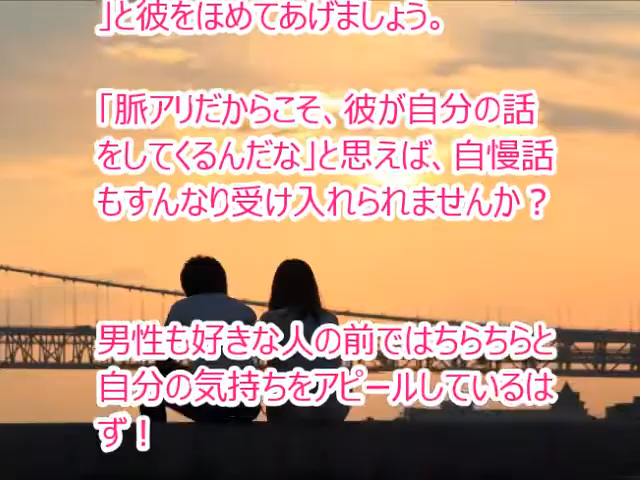 」と彼をほめてあげましょう。
「脈アリだからこそ、彼が自分の話
をしてくるんだな」と思えば、自慢話
もすんなり受け入れられませんか？
男性も好きな人の前ではちらちらと
自分の気持ちをアピールしているは
ず！